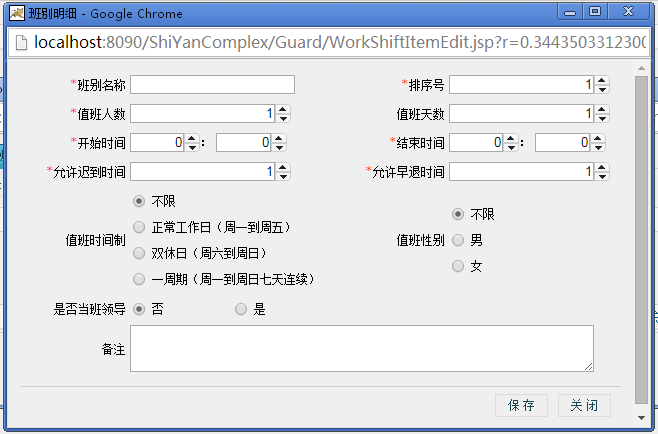 班别明细 - Google Chrome
localhost:8090/ShiYanComplex/Guard/WorkShiftItemEdit.jsp?r=0.3443503312300
*班别名称 *排序号 1
*值班人数 1 值班天数 1
*开始时间 0 : 0 *结束时间 0 : 0
*允许迟到时间 1 *允许早退时间 1
值班时间制 不限
正常工作日（周一到周五）
双休日（周六到周日）
一周期（周一到周日七天连续）
值班性别 不限
男
女
是否当班领导 否 是
备注
保存 关闭